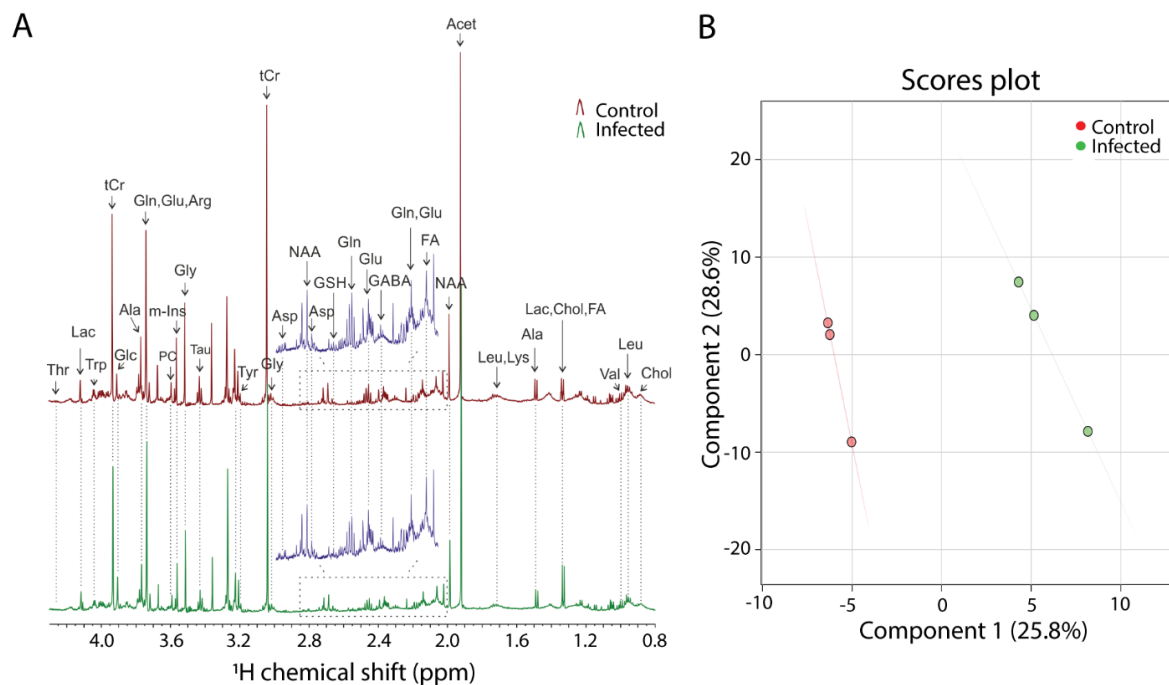 A
Acet
tCr
Control
Infected
tCr
Gln,Glu,Arg
Gln,Glu
NAA
Gln
FA
Glu
Gly
GSH
GABA
NAA
Ala
m-Ins
Asp
Asp
Lac,Chol,FA
Lac
Ala
Glc
PC
Tau
Leu
Thr
Trp
Tyr
Gly
Leu,Lys
Val
Chol
4.0
3.6
3.2
2.8
2.4
2.0
1.6
1.2
0.8
¹H chemical shift (ppm)
B
Scores plot
Control
Infected
20
10
0
-10
-20
Component 2 (28.6%)
-10
-5
0
5
10
Component 1 (25.8%)